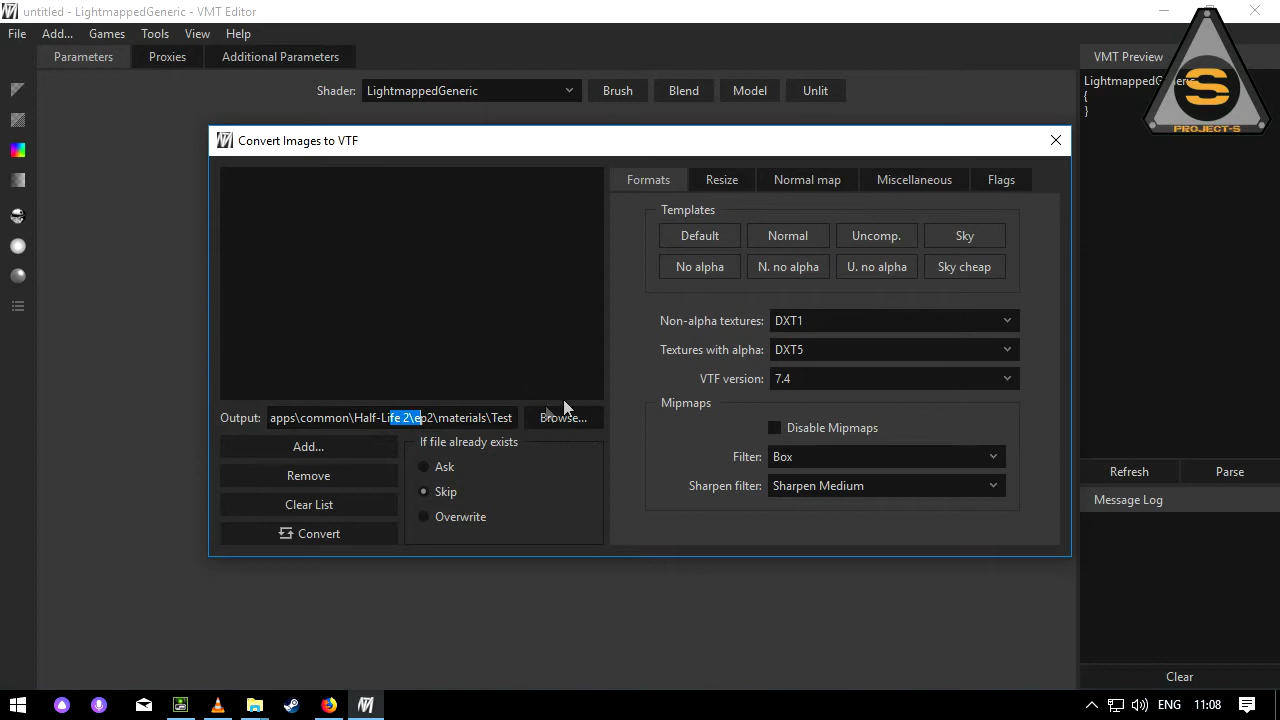 untitled - LightmappedGeneric - VMT Editor
File Add... Games Tools View Help
Parameters Proxies Additional Parameters
VMT Preview
Shader: LightmappedGeneric Brush Blend Model Unlit
LightmappedGeneric
{
}
S
PROJECT-S
Convert Images to VTF
Formats Resize Normal map Miscellaneous Flags
Templates
Default Normal Uncomp. Sky
No alpha N. no alpha U. no alpha Sky cheap
Non-alpha textures: DXT1
Textures with alpha: DXT5
VTF version: 7.4
Mipmaps
Disable Mipmaps
Filter: Box
Sharpen filter: Sharpen Medium
Output: apps\common\Half-Life 2\ep2\materials\Test Browse...
Add...
Remove
Clear List
Convert
If file already exists
Ask
Skip
Overwrite
Refresh Parse
Message Log
Clear
ENG 11:08